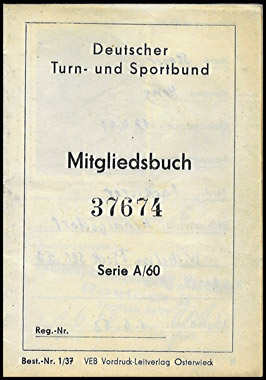 Deutscher
Turn- und Sportbund
Mitgliedsbuch
37674
Serie A/60
Reg.-Nr.
Best.-Nr. 1/37 VEB Vordruck-Leitverlag Osterwieck